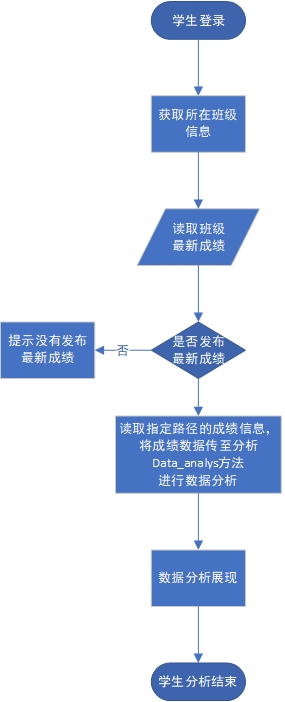 学生登录
获取所在班级
信息
读取班级
最新成绩
是否发布
最新成绩
否
提示没有发布
最新成绩
读取指定路径的成绩信息，
将成绩数据传至分析
Data_analys方法
进行数据分析
数据分析展现
学生分析结束